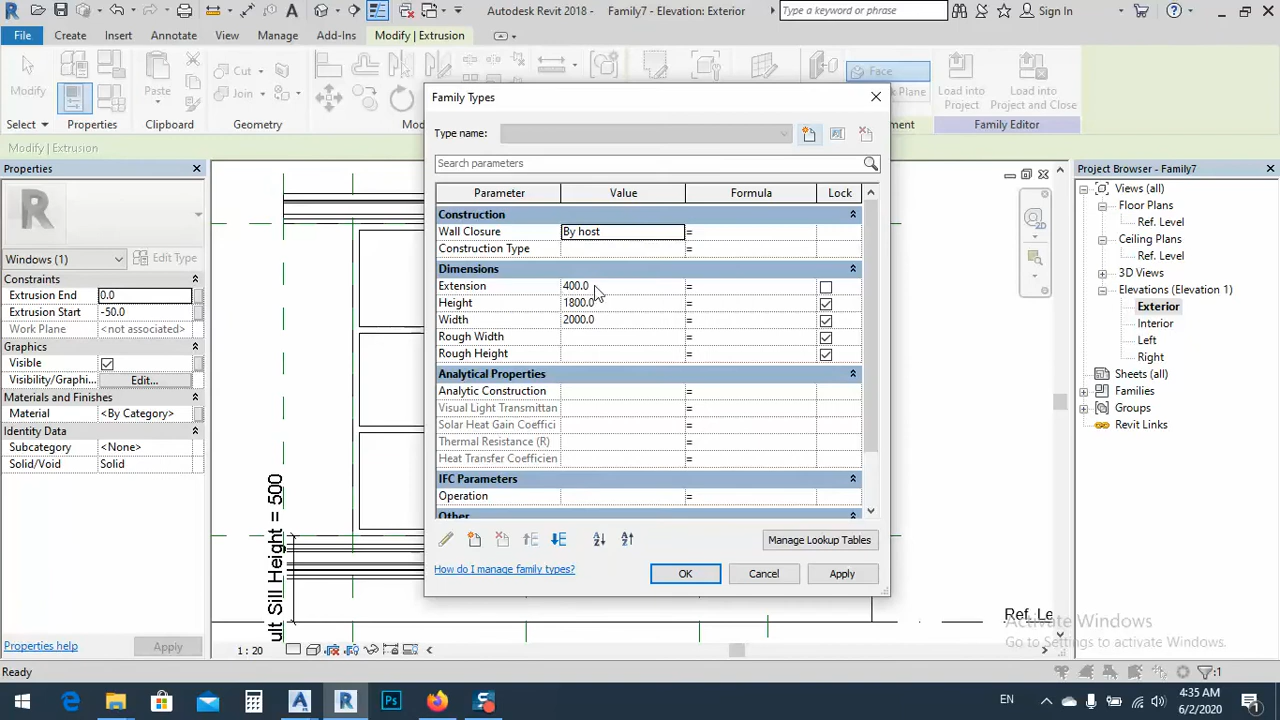 Autodesk Revit 2018 - Family7 - Elevation: Exterior
Type a keyword or phrase
Sign In
File
Create
Insert
Annotate
View
Manage
Add-Ins
Modify | Extrusion
Modify
Paste
Cut
Join
Face
Load into
Project
Load into
Project and Close
Select
Properties
Clipboard
Geometry
Family Editor
Modify | Extrusion
Properties
Windows (1)
Edit Type
Constraints
Extrusion End
0.0
Extrusion Start
-50.0
Work Plane
<not associated>
Graphics
Visible
Visibility/Graphi...
Edit...
Materials and Finishes
Material
<By Category>
Identity Data
Subcategory
<None>
Solid/Void
Solid
Properties help
Apply
ult Sill Height = 500
Family Types
Type name:
Search parameters
Parameter Value Formula Lock
Construction
Wall Closure By host =
Construction Type =
Dimensions
Extension 400.0 =
Height 1800.0 =
Width 2000.0 =
Rough Width =
Rough Height =
Analytical Properties
Analytic Construction =
Visual Light Transmittan =
Solar Heat Gain Coeffici =
Thermal Resistance (R) =
Heat Transfer Coefficien =
IFC Parameters
Operation =
Other
Manage Lookup Tables
How do I manage family types?
OK
Cancel
Apply
Project Browser - Family7
Views (all)
Floor Plans
Ref. Level
Ceiling Plans
Ref. Level
3D Views
Elevations (Elevation 1)
Exterior
Interior
Left
Right
Sheets (all)
Families
Groups
Revit Links
Ref. Le
Activate Windows
Go to Settings to activate Windows.
1 : 20
Ready
:1
EN
4:35 AM
6/2/2020